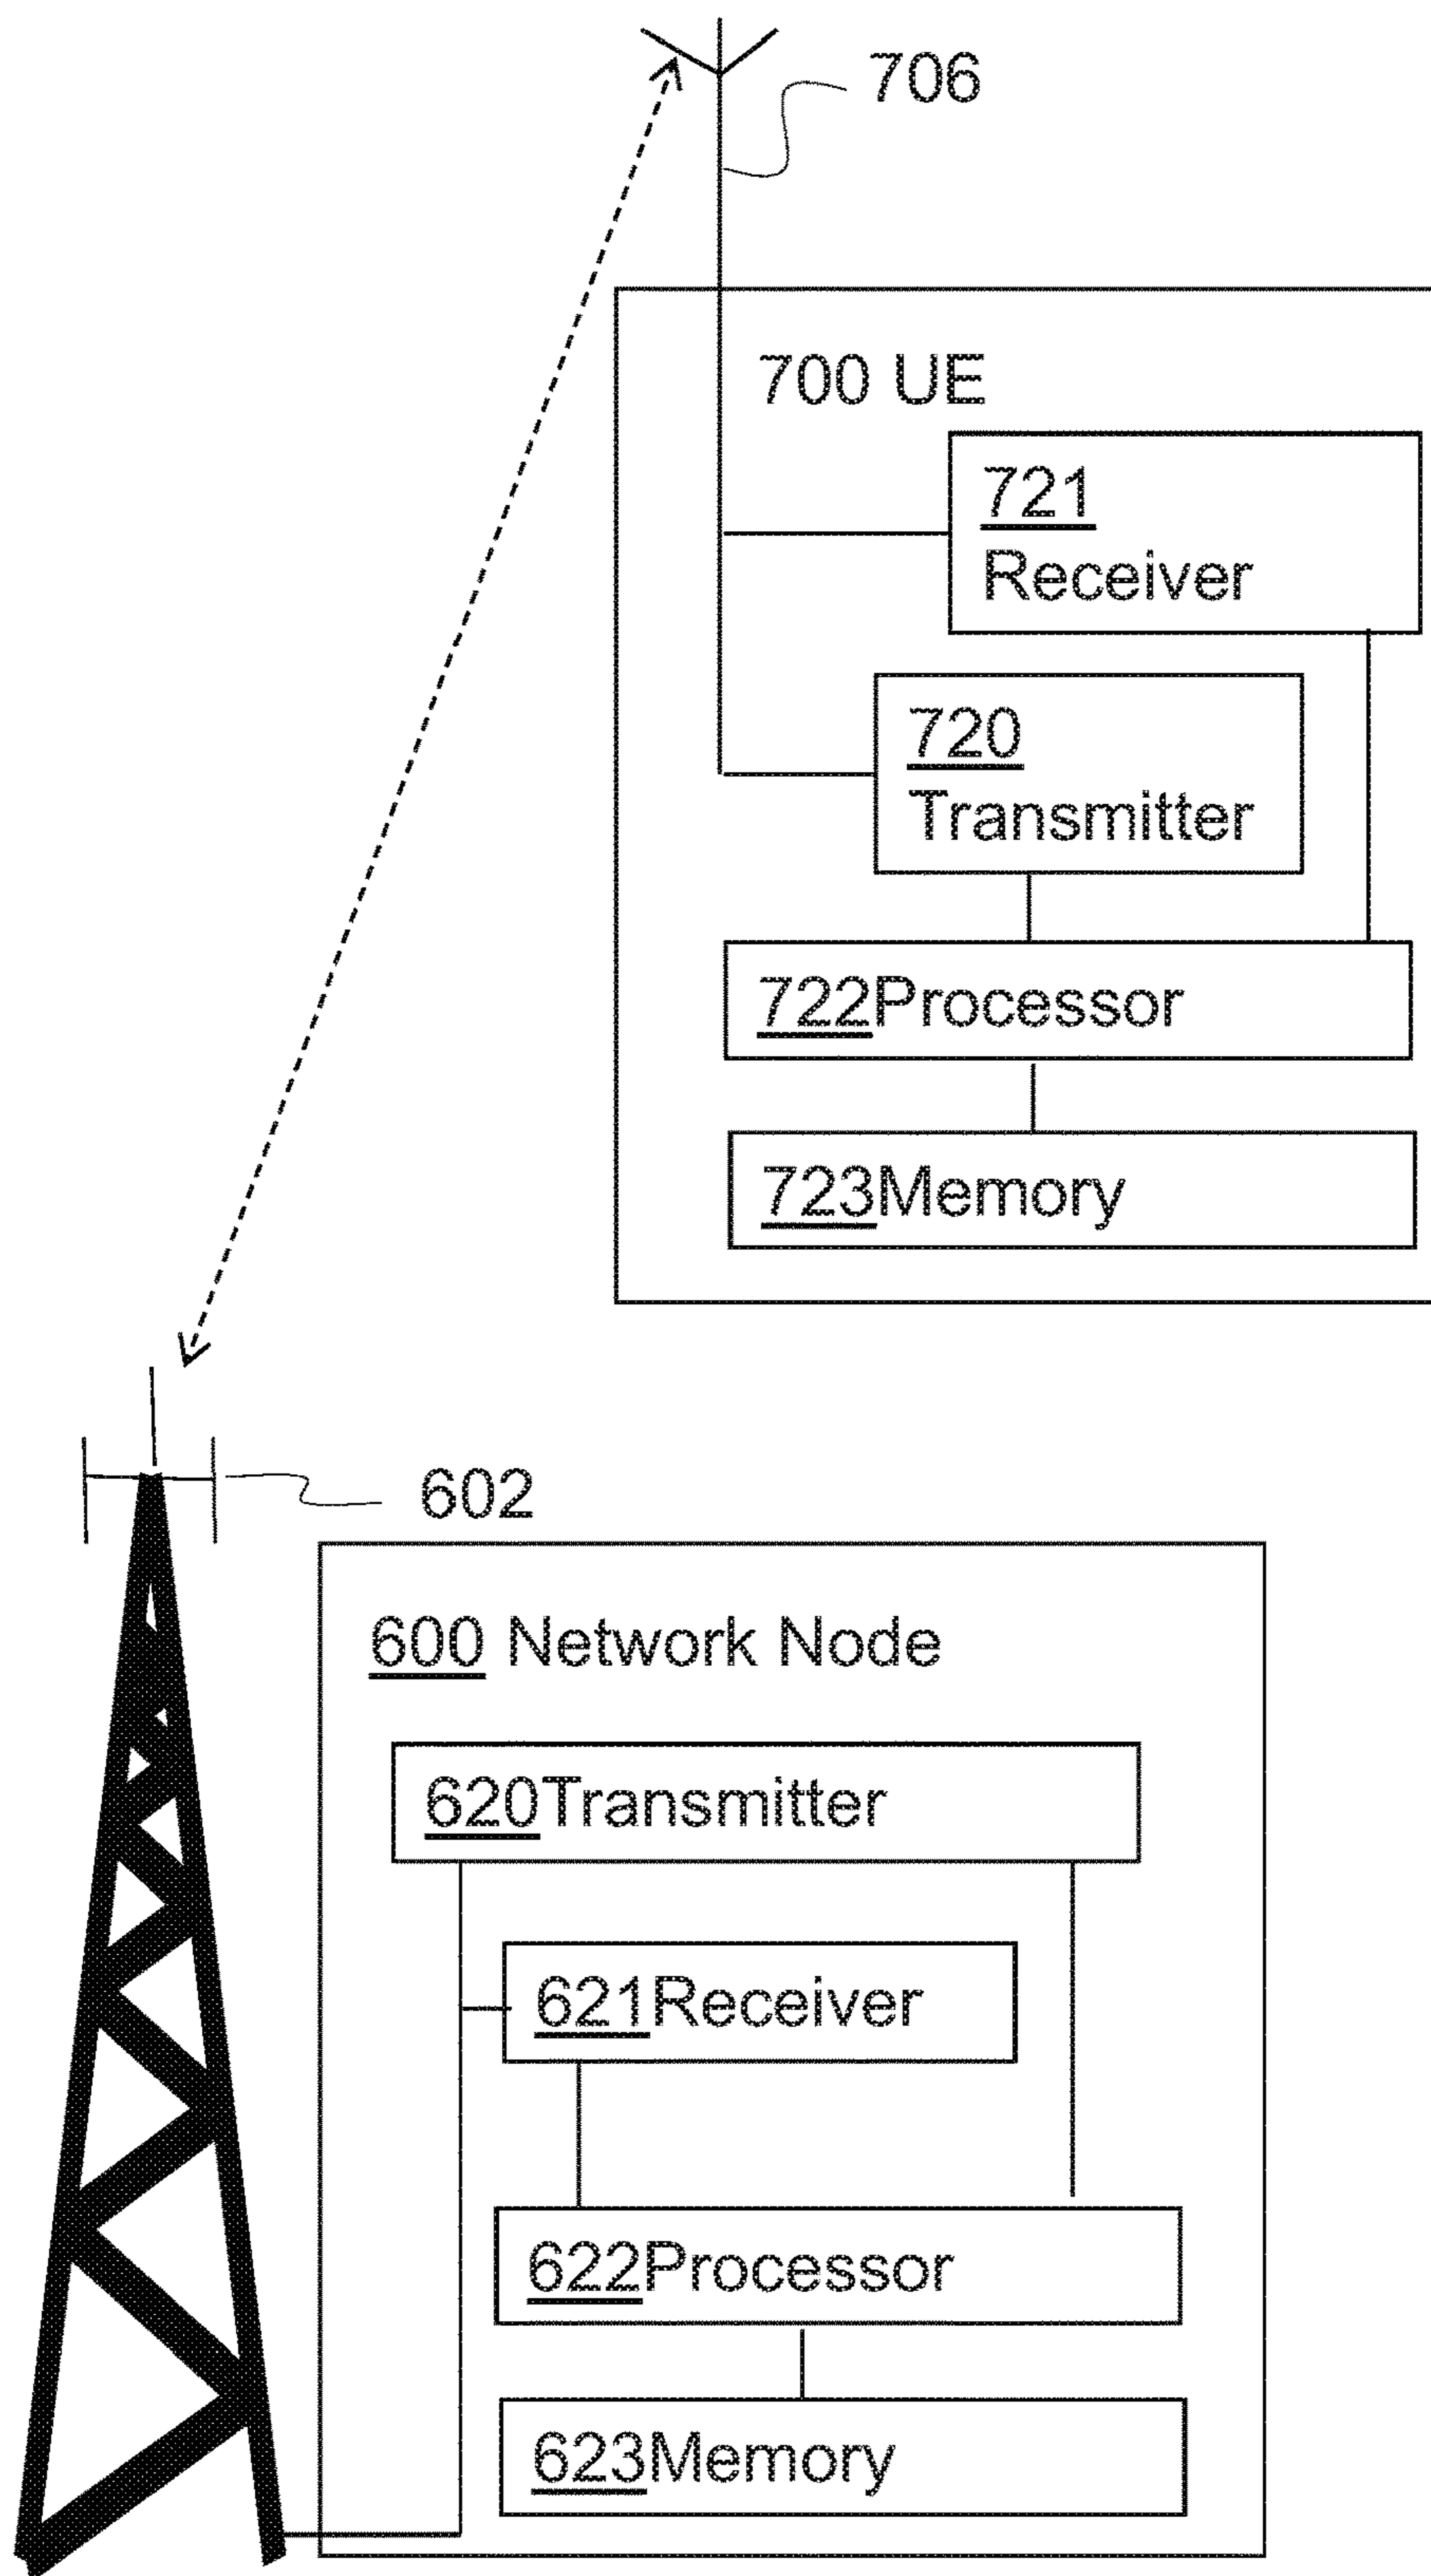 706
700 UE
721
Receiver
720
Transmitter
722Processor
723Memory
602
600 Network Node
620Transmitter
621Receiver
622Processor
623Memory